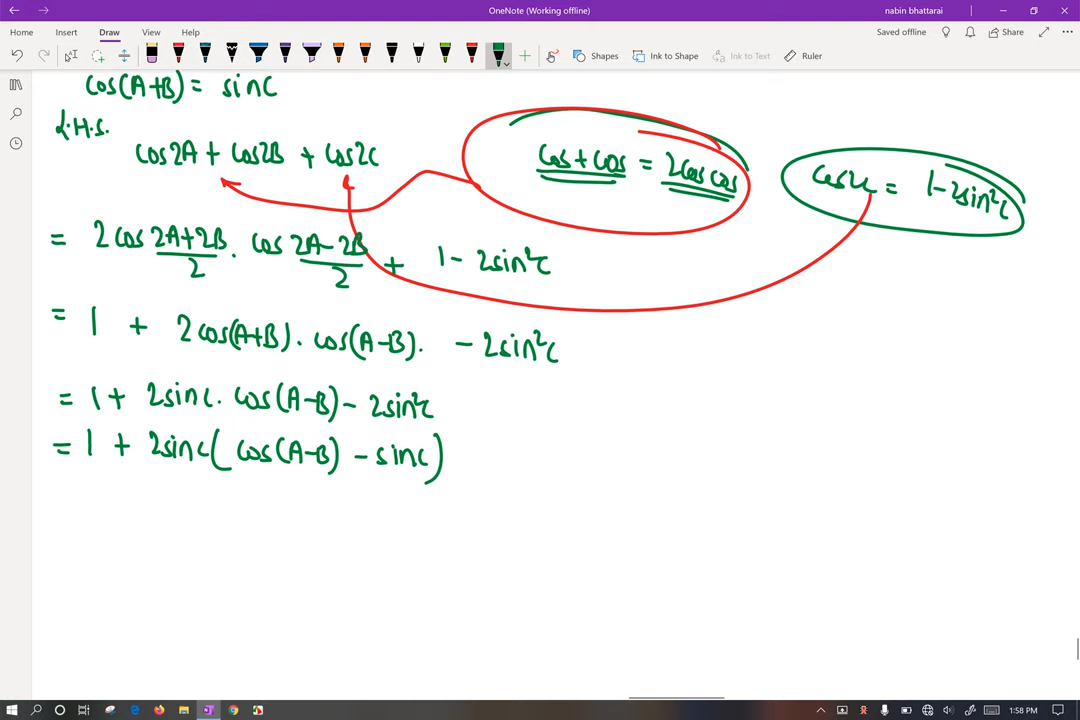 OneNote (Working offline)
nabin bhattarai
Home Insert Draw View Help
Saved offline
Share
Shapes
Ink to Shape
Ink to Text
Ruler
cos(A+B) = sinC
L.H.S.
cos2A + cos2B + cos2C
cos + cos = 2cos cos
cos2C = 1-2sin²C
= 2cos (2A+2B)/2 . cos (2A-2B)/2 + 1 - 2sin²C
= 1 + 2cos(A+B). cos(A-B). - 2sin²C
= 1 + 2sinC. cos(A-B) - 2sin²C
= 1 + 2sinC( cos(A-B) - sinC)
1:58 PM